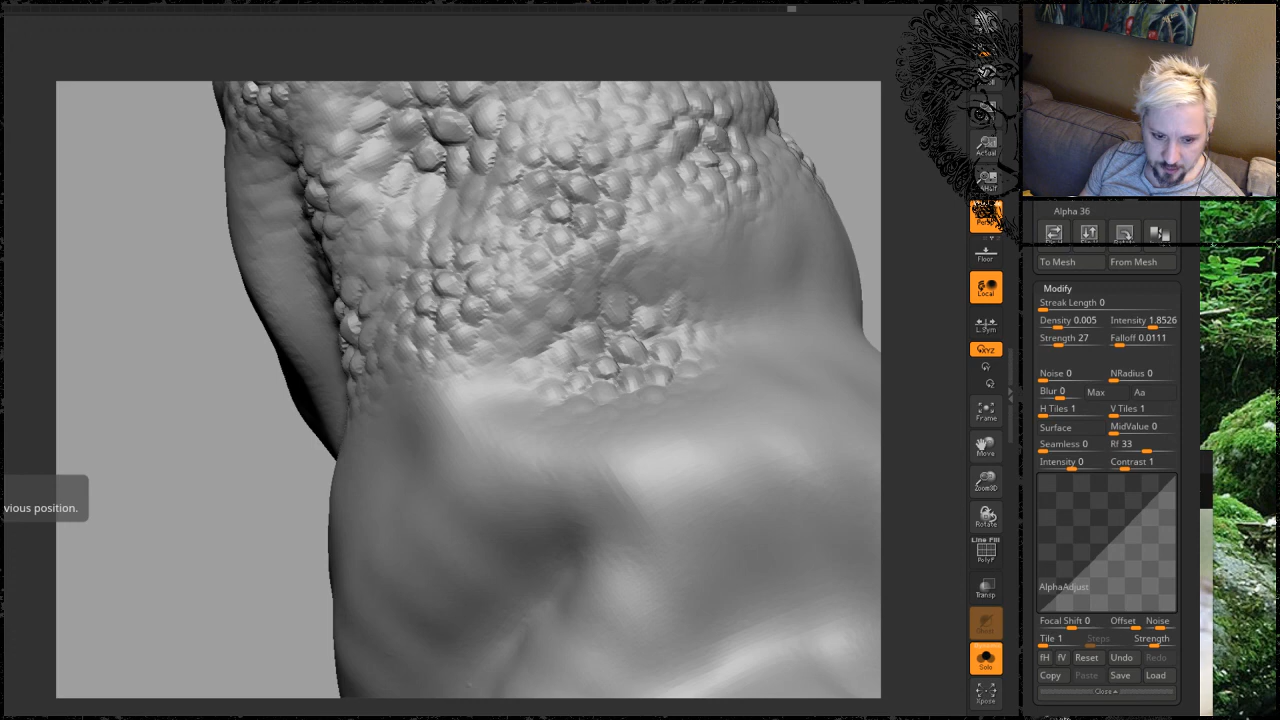 Actual
AAHalf
Persp
Floor
Local
L.Sym
XYZ
Frame
Move
Zoom3D
Rotate
Line Fill
PolyF
Transp
Solo
Xpose
vious position.
Alpha 36
To Mesh From Mesh
Modify
Streak Length 0
Density 0.005 Intensity 1.8526
Strength 27 Falloff 0.0111
Noise 0 NRadius 0
Blur 0 Max Aa
H Tiles 1 V Tiles 1
Surface MidValue 0
Seamless 0 Rf 33
Intensity 0 Contrast 1
AlphaAdjust
Focal Shift 0 Offset Noise
Tile 1 Steps Strength
fH fV Reset Undo Redo
Copy Paste Save Load
Close